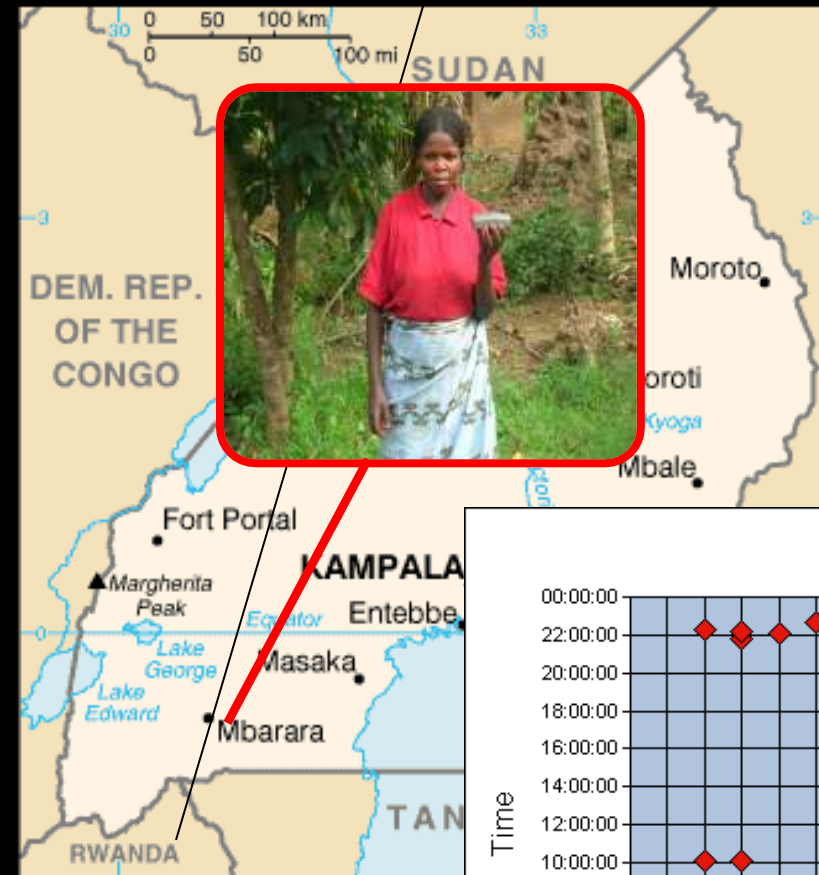 0 50 100 km
0 50 100 mi
30
33
SUDAN
3
3
DEM. REP.
OF THE
CONGO
Moroto
oroti
Kyoga
Mbale
Fort Portal
KAMPALA
Margherita
Peak
Equator
Entebbe
0
Lake
George
Masaka
Lake
Edward
Mbarara
TAN
RWANDA
00:00:00
22:00:00
20:00:00
18:00:00
16:00:00
14:00:00
12:00:00
10:00:00
Time